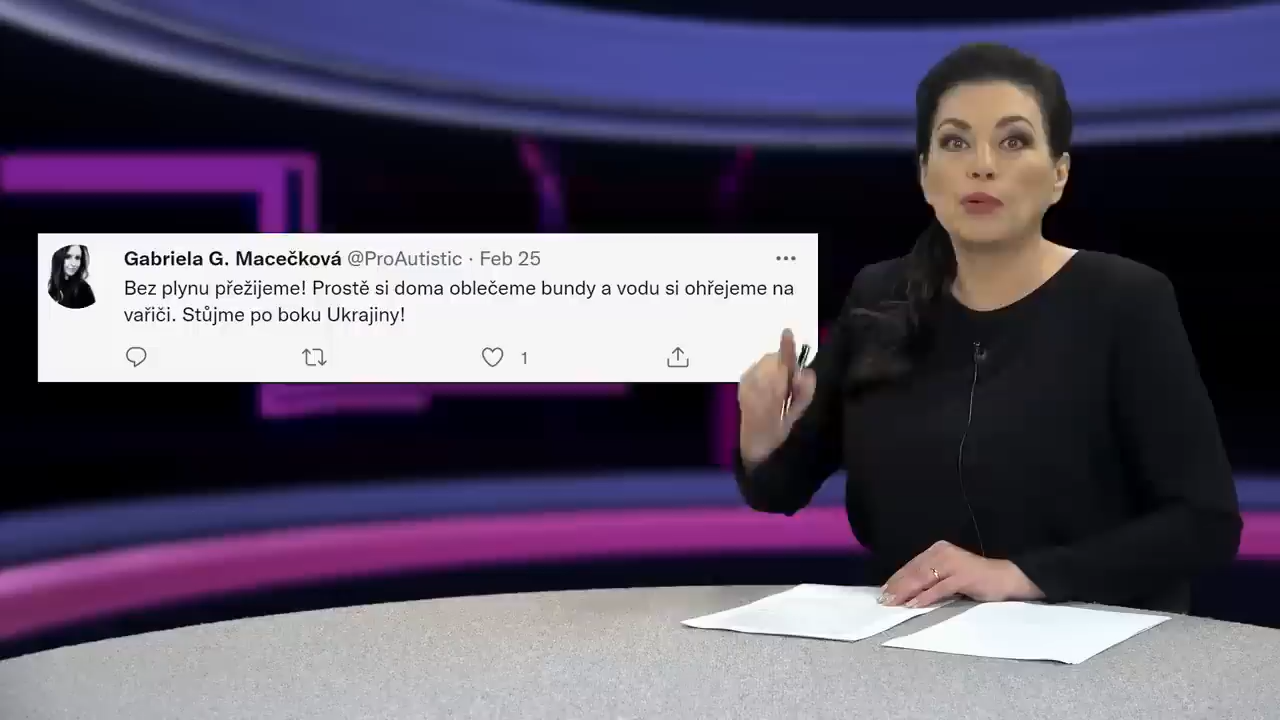 Gabriela G. Macečková @ProAutistic · Feb 25
Bez plynu přežijeme! Prostě si doma oblečeme bundy a vodu si ohřejeme na
vařiči. Stůjme po boku Ukrajiny!
1